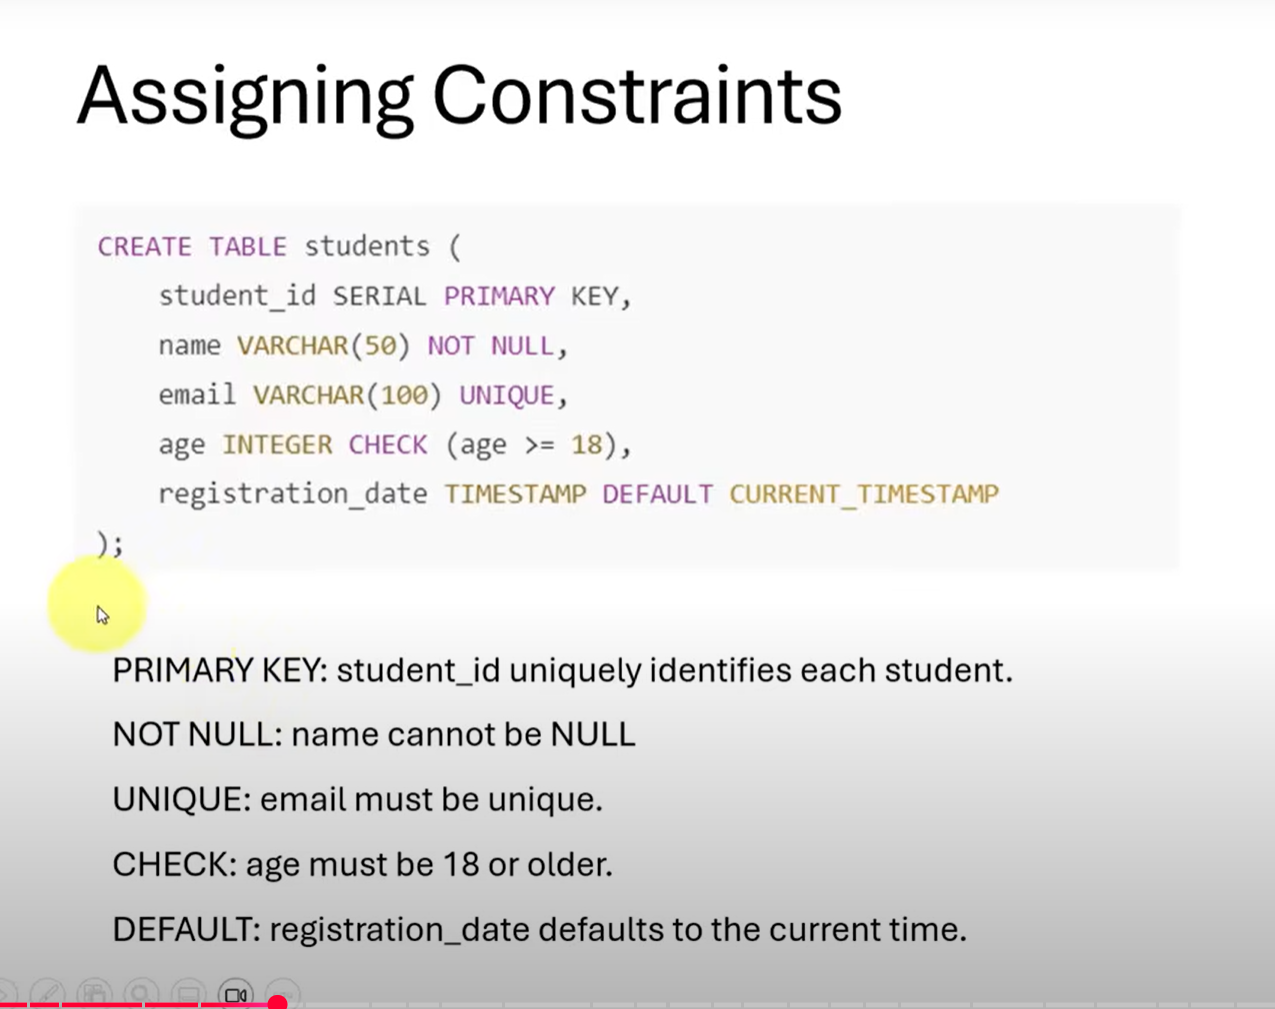 Assigning Constraints
CREATE TABLE students (
student_id SERIAL PRIMARY KEY,
name VARCHAR(50) NOT NULL,
email VARCHAR(100) UNIQUE,
age INTEGER CHECK (age >= 18),
registration_date TIMESTAMP DEFAULT CURRENT_TIMESTAMP
);
PRIMARY KEY: student_id uniquely identifies each student.
NOT NULL: name cannot be NULL
UNIQUE: email must be unique.
CHECK: age must be 18 or older.
DEFAULT: registration_date defaults to the current time.